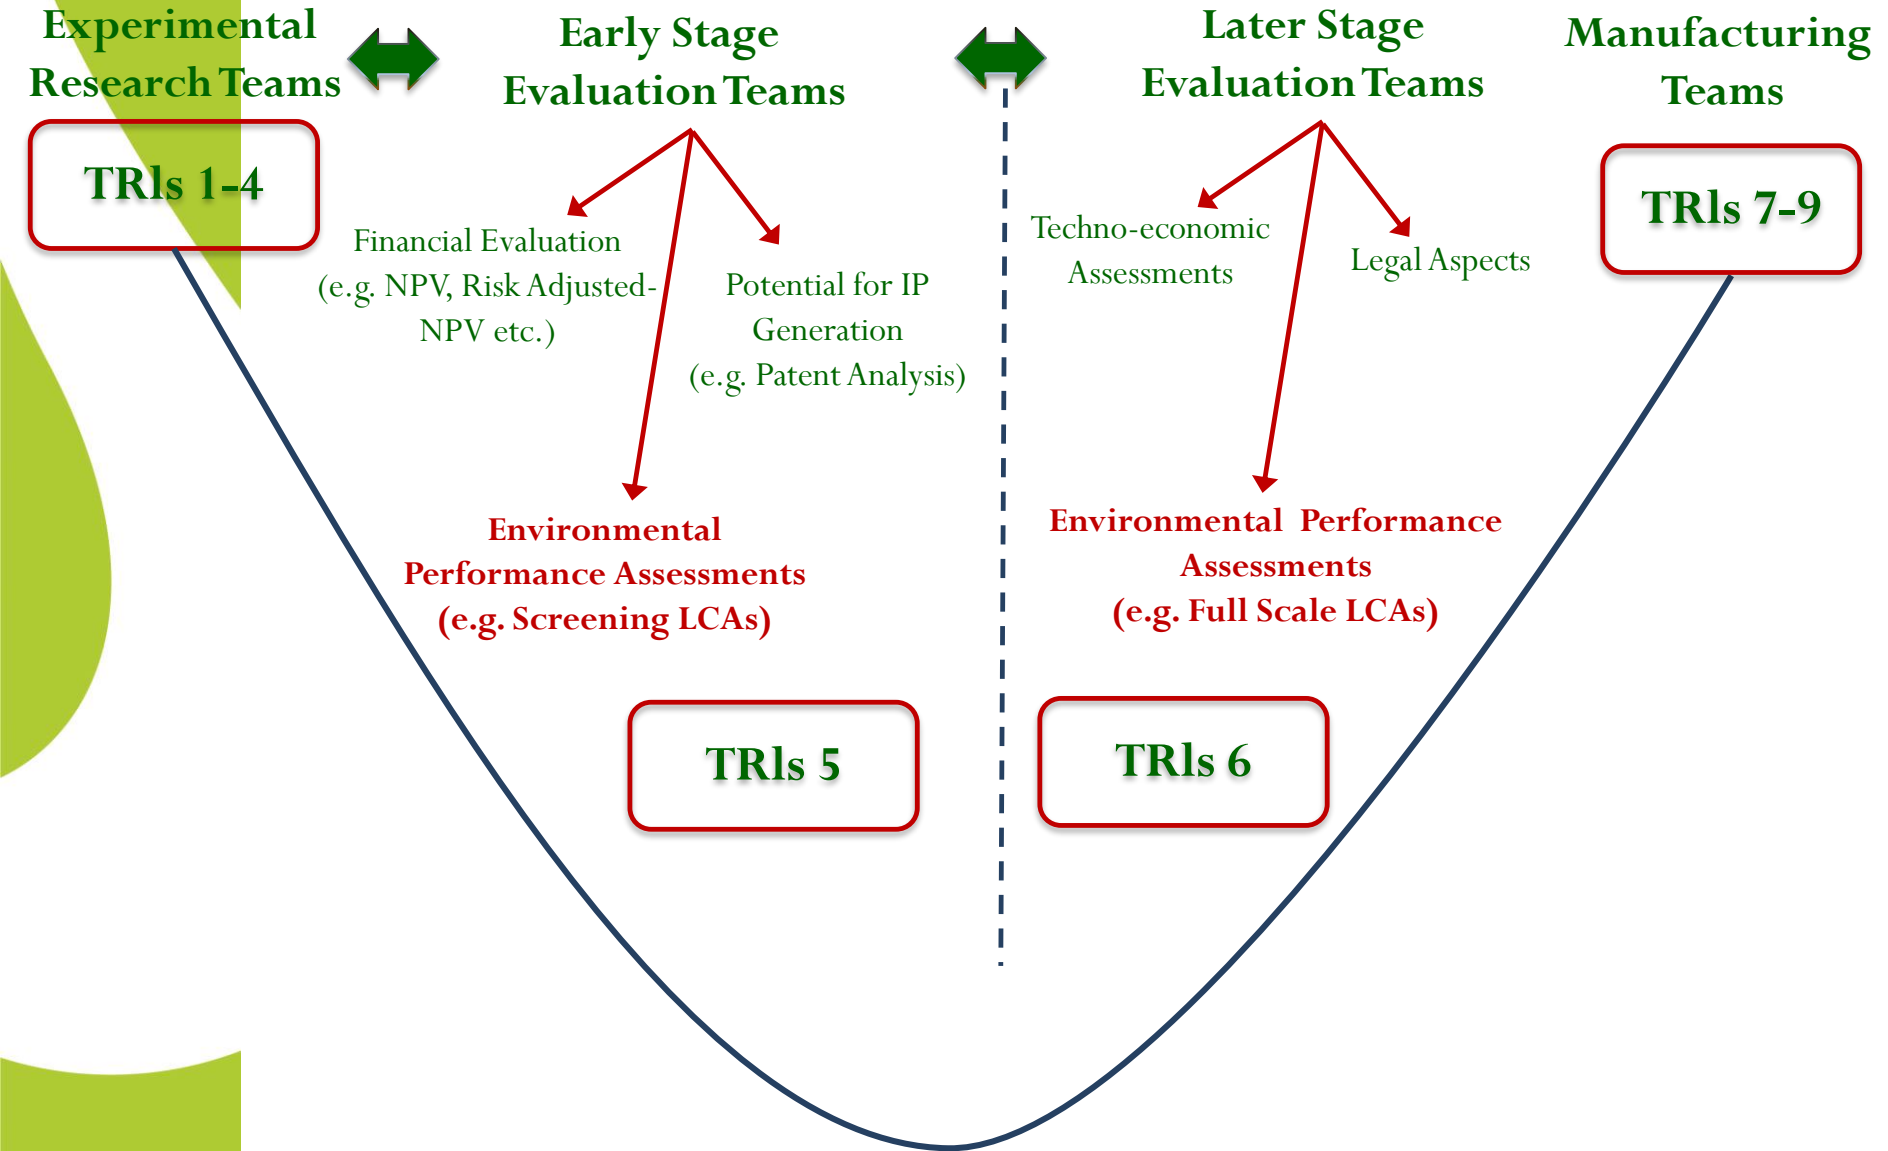 Experimental
Research Teams
Early Stage
Evaluation Teams
Later Stage
Evaluation Teams
Manufacturing
Teams
TRls 1-4
TRls 7-9
Financial Evaluation
(e.g. NPV, Risk Adjusted-
NPV etc.)
Potential for IP
Generation
(e.g. Patent Analysis)
Techno-economic
Assessments
Legal Aspects
Environmental
Performance Assessments
(e.g. Screening LCAs)
Environmental Performance
Assessments
(e.g. Full Scale LCAs)
TRls 5
TRls 6